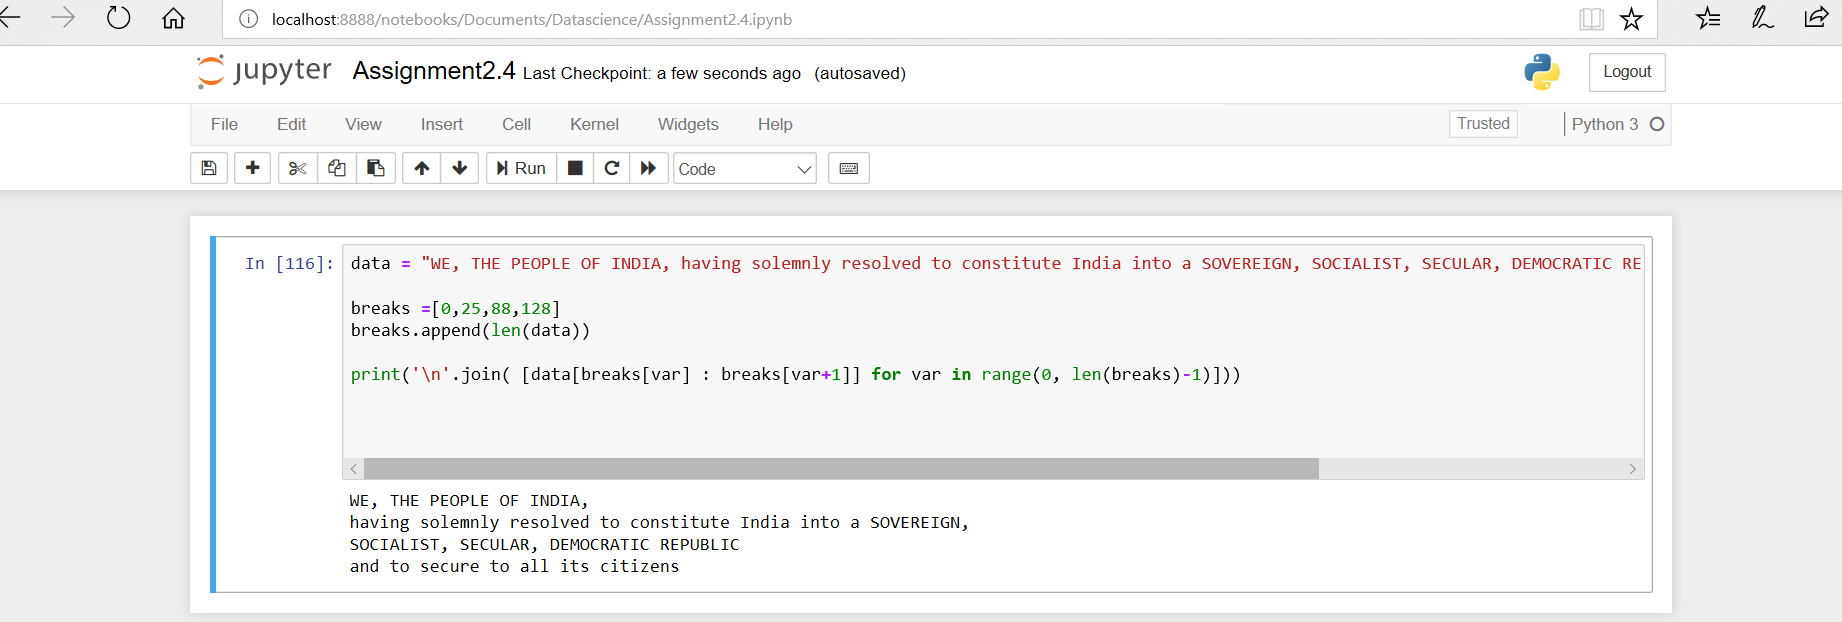 localhost:8888/notebooks/Documents/Datascience/Assignment2.4.ipynb
jupyter Assignment2.4 Last Checkpoint: a few seconds ago (autosaved)
Logout
File Edit View Insert Cell Kernel Widgets Help
Trusted
Python 3
Run
Code
In [116]:
data = "WE, THE PEOPLE OF INDIA, having solemnly resolved to constitute India into a SOVEREIGN, SOCIALIST, SECULAR, DEMOCRATIC RE
breaks =[0,25,88,128]
breaks.append(len(data))
print('\n'.join( [data[breaks[var] : breaks[var+1]] for var in range(0, len(breaks)-1)]))
WE, THE PEOPLE OF INDIA,
having solemnly resolved to constitute India into a SOVEREIGN,
SOCIALIST, SECULAR, DEMOCRATIC REPUBLIC
and to secure to all its citizens